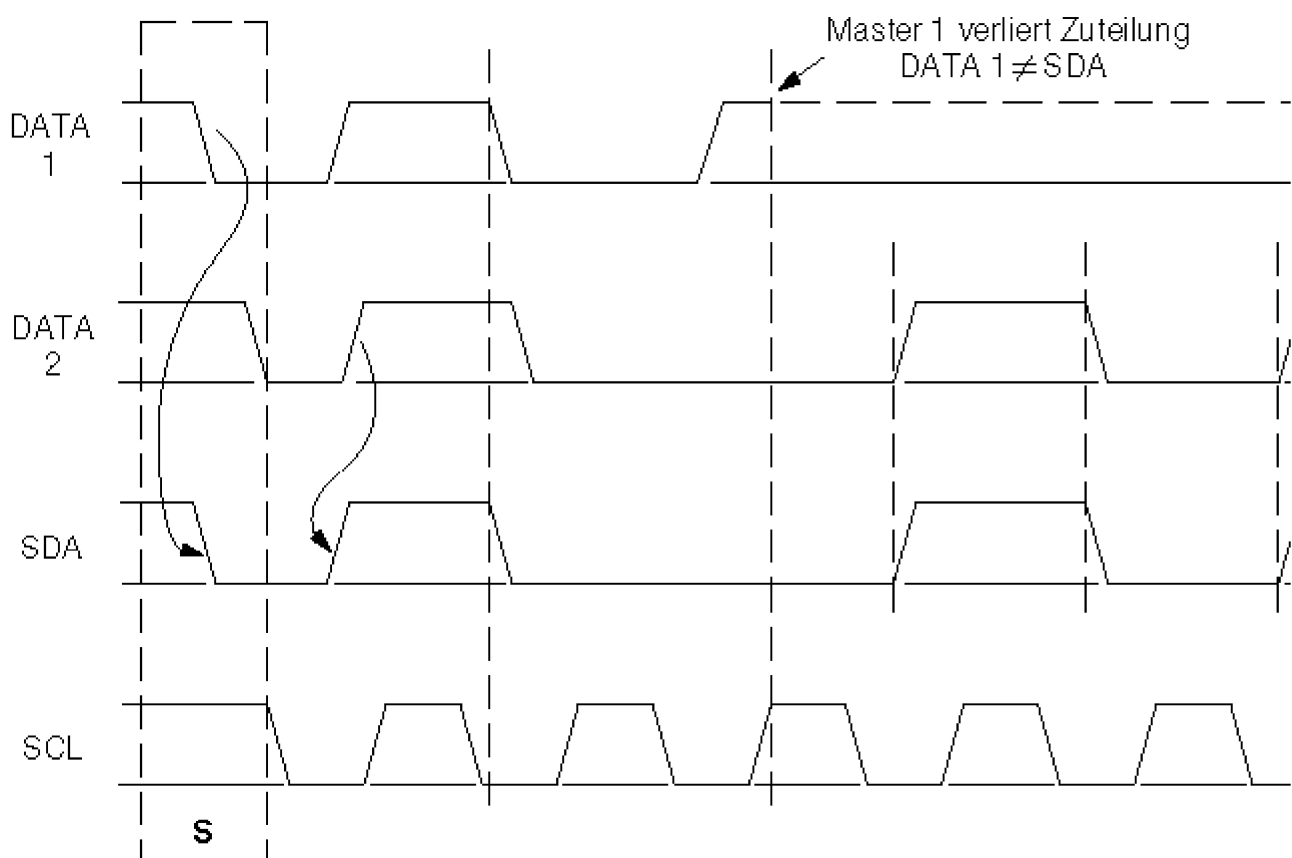 Master 1 verliert Zuteilung
DATA 1≠SDA
DATA
1
DATA
2
SDA
SCL
S